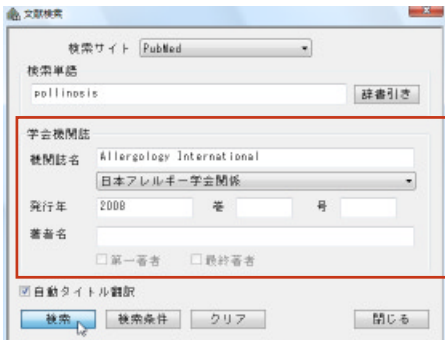 文献検索
検索サイト PubMed
検索単語
pollinosis 辞書引き
学会機関誌
機関誌名 Allergology International
日本アレルギー学会関係
発行年 2008 巻 号
著者名
第一著者 最終著者
自動タイトル翻訳
検索 検索条件 クリア 閉じる